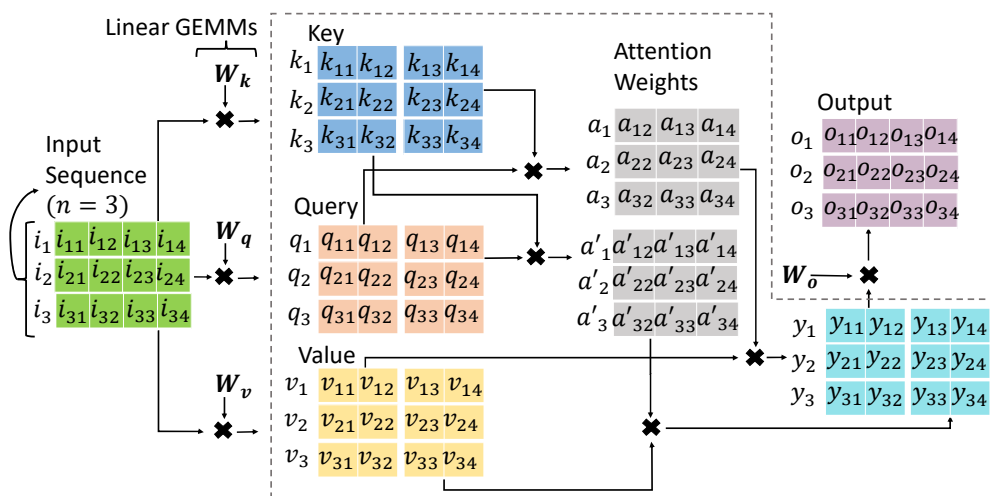 Linear GEMMs
W_k
Key
k_1 k_11 k_12 k_13 k_14
k_2 k_21 k_22 k_23 k_24
k_3 k_31 k_32 k_33 k_34
Attention
Weights
a_1 a_12 a_13 a_14
a_2 a_22 a_23 a_24
a_3 a_32 a_33 a_34
Output
o_1 o_11 o_12 o_13 o_14
o_2 o_21 o_22 o_23 o_24
o_3 o_31 o_32 o_33 o_34
Input
Sequence
(n = 3)
i_1 i_11 i_12 i_13 i_14
i_2 i_21 i_22 i_23 i_24
i_3 i_31 i_32 i_33 i_34
W_q
Query
q_1 q_11 q_12 q_13 q_14
q_2 q_21 q_22 q_23 q_24
q_3 q_31 q_32 q_33 q_34
a'_1 a'_12 a'_13 a'_14
a'_2 a'_22 a'_23 a'_24
a'_3 a'_32 a'_33 a'_34
W_o
W_v
Value
v_1 v_11 v_12 v_13 v_14
v_2 v_21 v_22 v_23 v_24
v_3 v_31 v_32 v_33 v_34
y_1 y_11 y_12 y_13 y_14
y_2 y_21 y_22 y_23 y_24
y_3 y_31 y_32 y_33 y_34